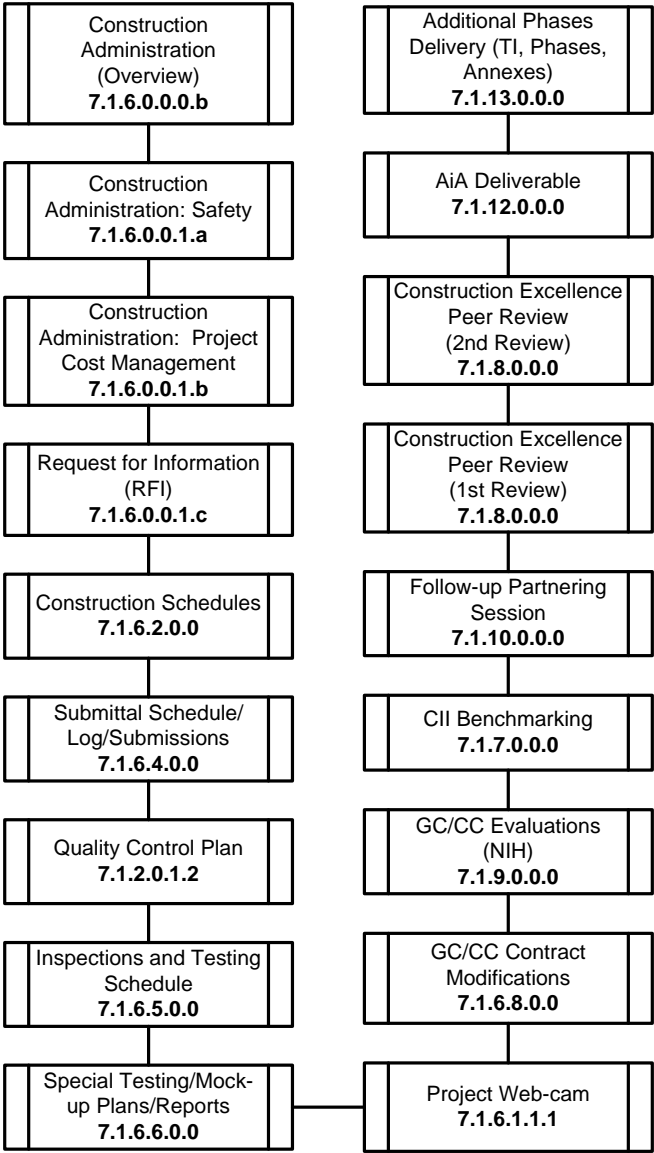 Construction
Administration
(Overview)
7.1.6.0.0.0.b
Construction
Administration: Safety
7.1.6.0.0.1.a
Construction
Administration:  Project
Cost Management
7.1.6.0.0.1.b
Request for Information
(RFI)
7.1.6.0.0.1.c
Construction Schedules
7.1.6.2.0.0
Submittal Schedule/
Log/Submissions
7.1.6.4.0.0
Quality Control Plan
7.1.2.0.1.2
Inspections and Testing
Schedule
7.1.6.5.0.0
Special Testing/Mock-
up Plans/Reports
7.1.6.6.0.0
Additional Phases
Delivery (TI, Phases,
Annexes)
7.1.13.0.0.0
AiA Deliverable
7.1.12.0.0.0
Construction Excellence
Peer Review
(2nd Review)
7.1.8.0.0.0
Construction Excellence
Peer Review
(1st Review)
7.1.8.0.0.0
Follow-up Partnering
Session
7.1.10.0.0.0
CII Benchmarking
7.1.7.0.0.0
GC/CC Evaluations
(NIH)
7.1.9.0.0.0
GC/CC Contract
Modifications
7.1.6.8.0.0
Project Web-cam
7.1.6.1.1.1